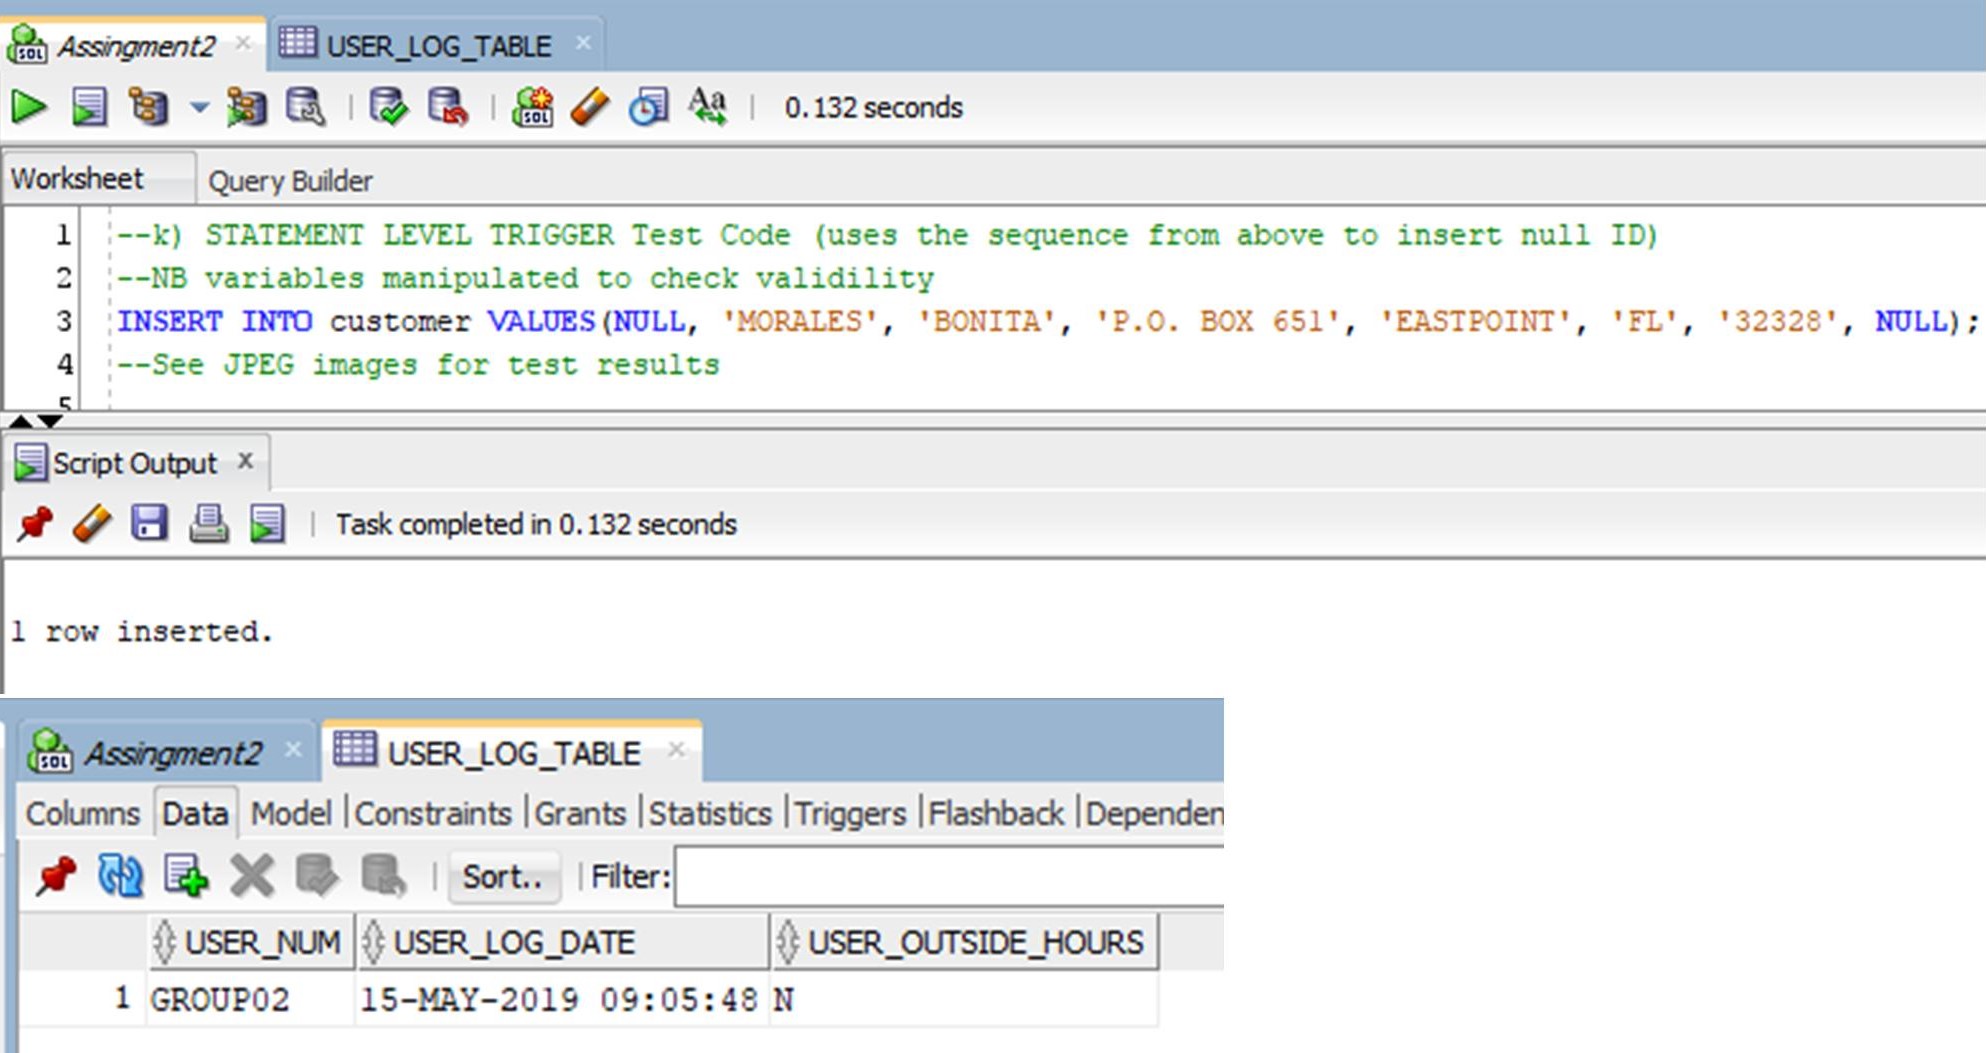 Assingment2 USER_LOG_TABLE
0.132 seconds
Worksheet Query Builder
1 --k) STATEMENT LEVEL TRIGGER Test Code (uses the sequence from above to insert null ID)
2 --NB variables manipulated to check validility
3 INSERT INTO customer VALUES(NULL, 'MORALES', 'BONITA', 'P.O. BOX 651', 'EASTPOINT', 'FL', '32328', NULL);
4 --See JPEG images for test results
5
Script Output x
Task completed in 0.132 seconds
1 row inserted.
Assingment2 USER_LOG_TABLE
Columns Data Model |Constraints |Grants |Statistics |Triggers |Flashback |Dependen
Sort.. Filter:
USER_NUM USER_LOG_DATE USER_OUTSIDE_HOURS
1 GROUP02 15-MAY-2019 09:05:48 N